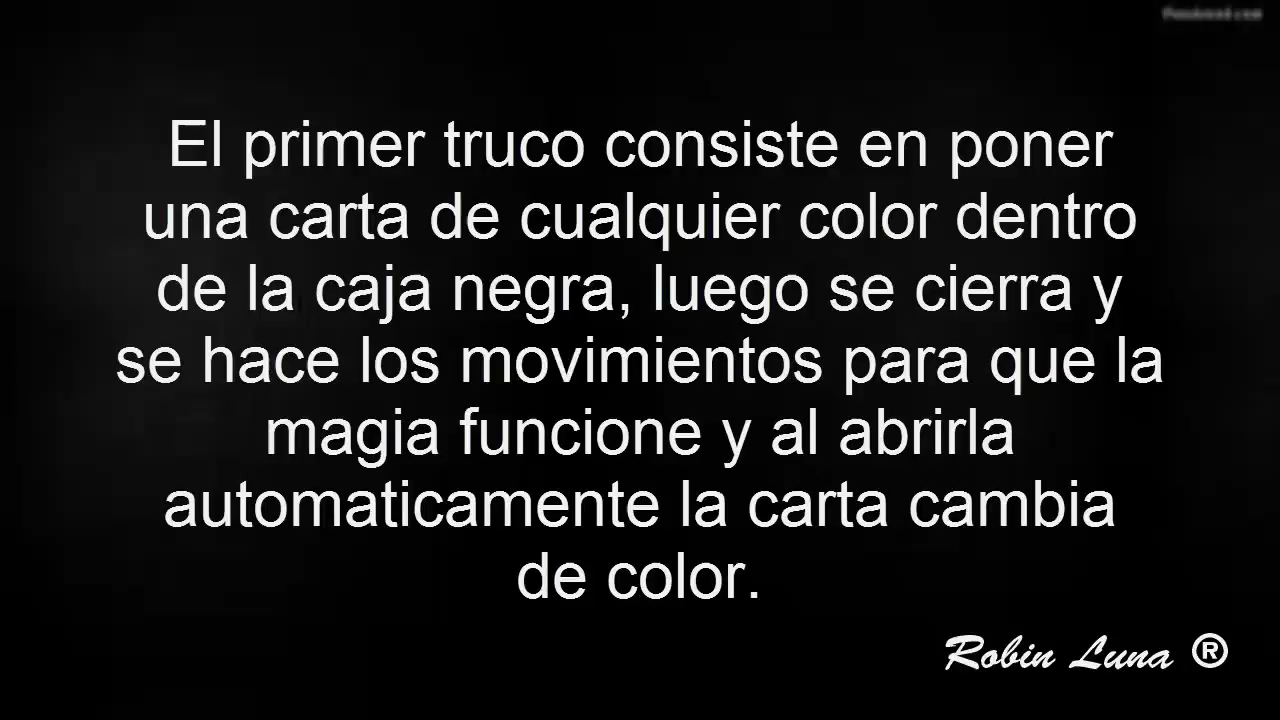 El primer truco consiste en poner
una carta de cualquier color dentro
de la caja negra, luego se cierra y
se hace los movimientos para que la
magia funcione y al abrirla
automaticamente la carta cambia
de color.
Robin Luna ®